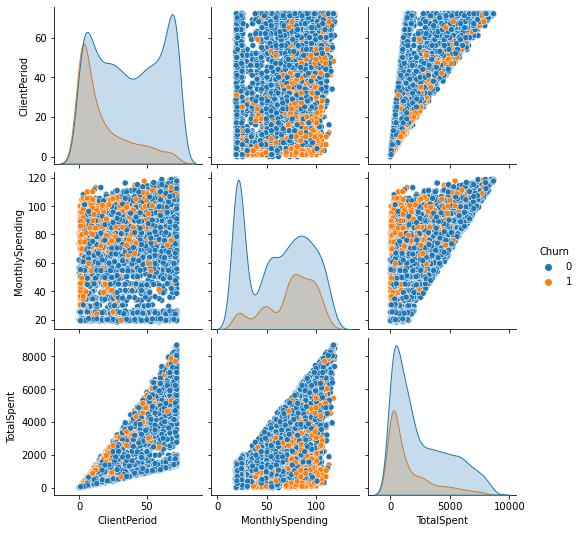 60
40
20
0
ClientPeriod
120
100
80
60
40
20
MonthlySpending
Churn
0
1
8000
6000
4000
2000
0
TotalSpent
0 50
ClientPeriod
0 50 100
MonthlySpending
0 5000 10000
TotalSpent